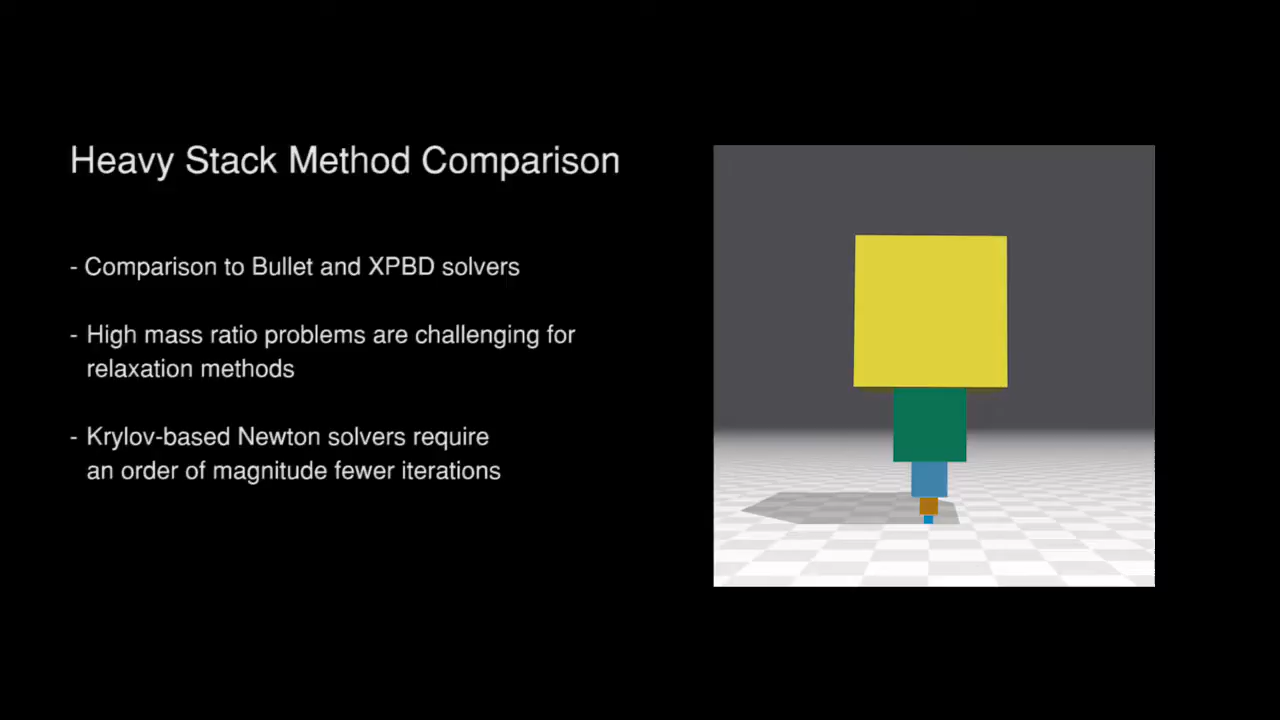 Heavy Stack Method Comparison
- Comparison to Bullet and XPBD solvers
- High mass ratio problems are challenging for
relaxation methods
- Krylov-based Newton solvers require
an order of magnitude fewer iterations